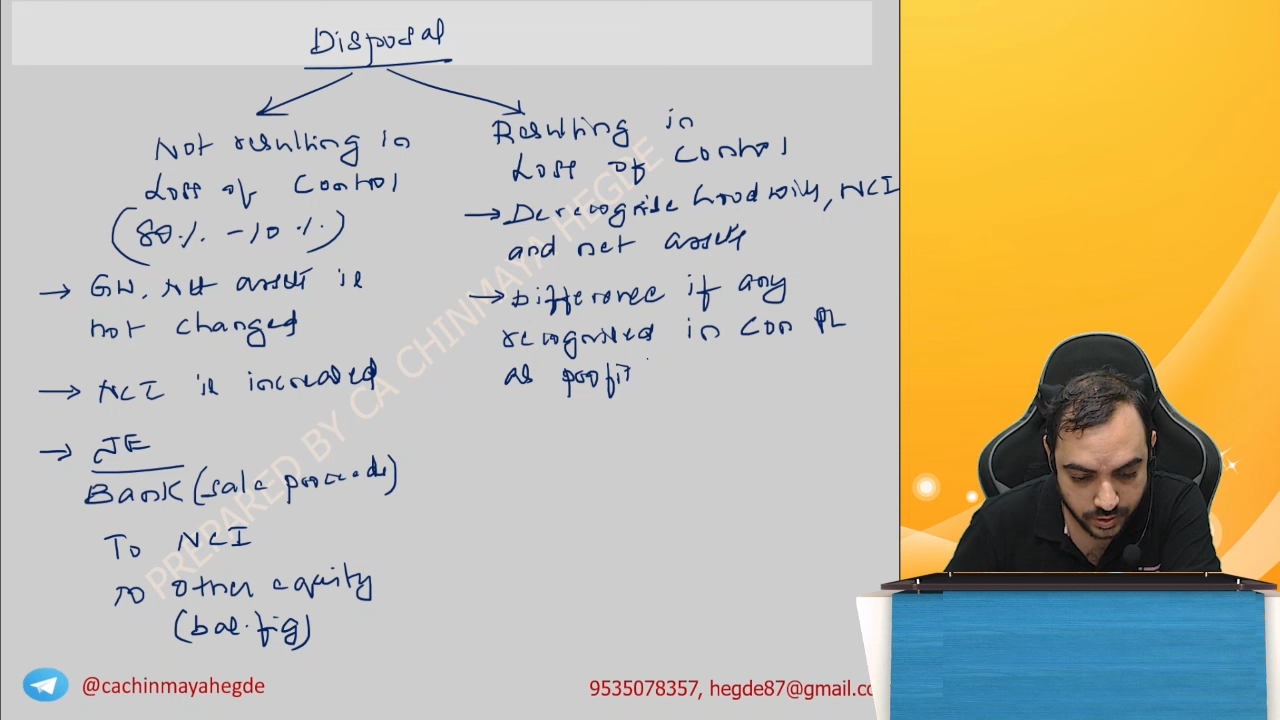 Disposal
Not resulting in
Loss of Control
(80% - 10%)
→ GW, Net asset is
not changed
→ NCI is increased
→ JE
Bank (sale proceeds)
To NCI
To other equity
(bal. fig)
Resulting in
Loss of Control
→ Derecognise Goodwill, NCI
and net assets
→ Difference if any
recognised in Con PL
as profit
PREPARED BY CA CHINMAYA HEGDE
@cachinmayahegde
9535078357, hegde87@gmail.co